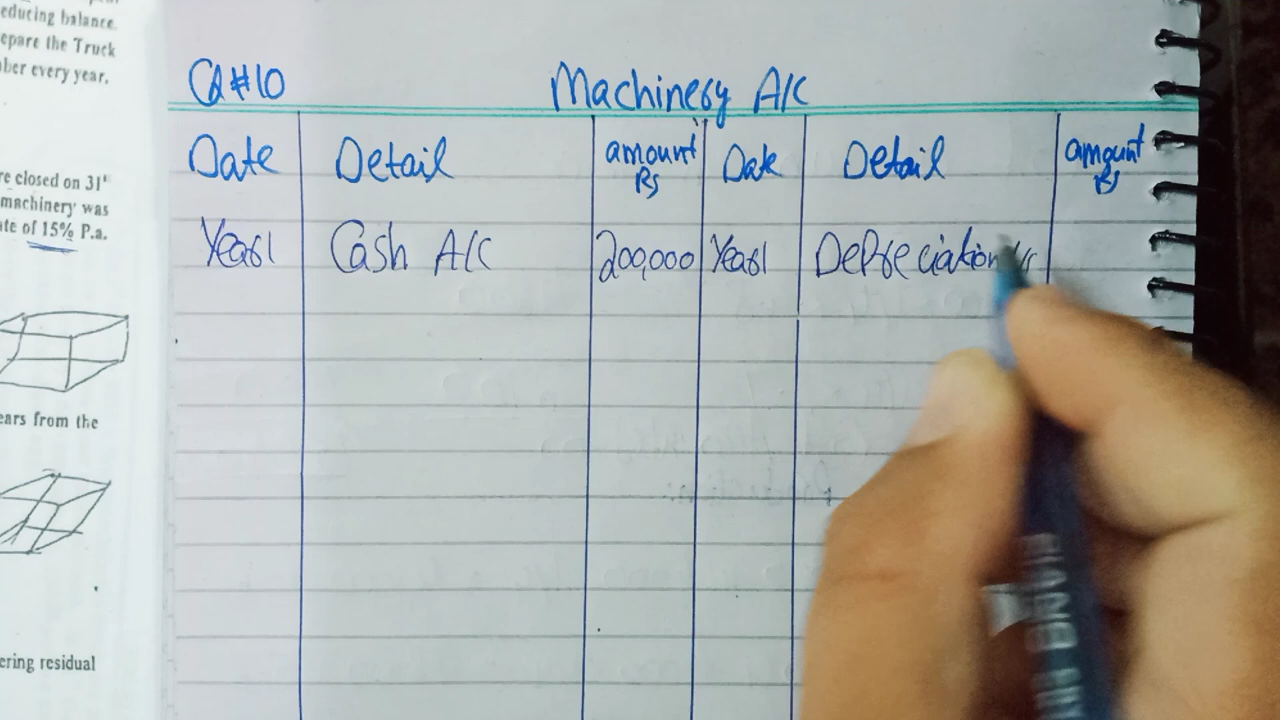 educing balance.
epare the Truck
ber every year.
re closed on 31st
machinery was
ate of 15% P.a.
ears from the
ering residual
Q#10 Machinery A/C
Date Detail amount Rs Date Detail amount Rs
Year1 Cash A/C 200,000 Year1 Depreciation